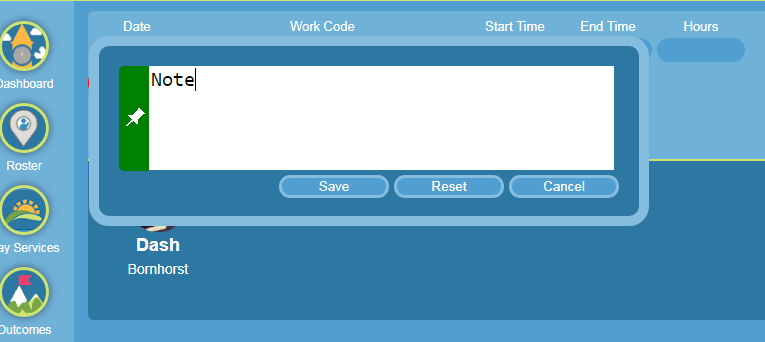 Date Work Code Start Time End Time Hours
Dashboard
Note
Roster
Save Reset Cancel
ay Services
Dash
Bornhorst
Outcomes